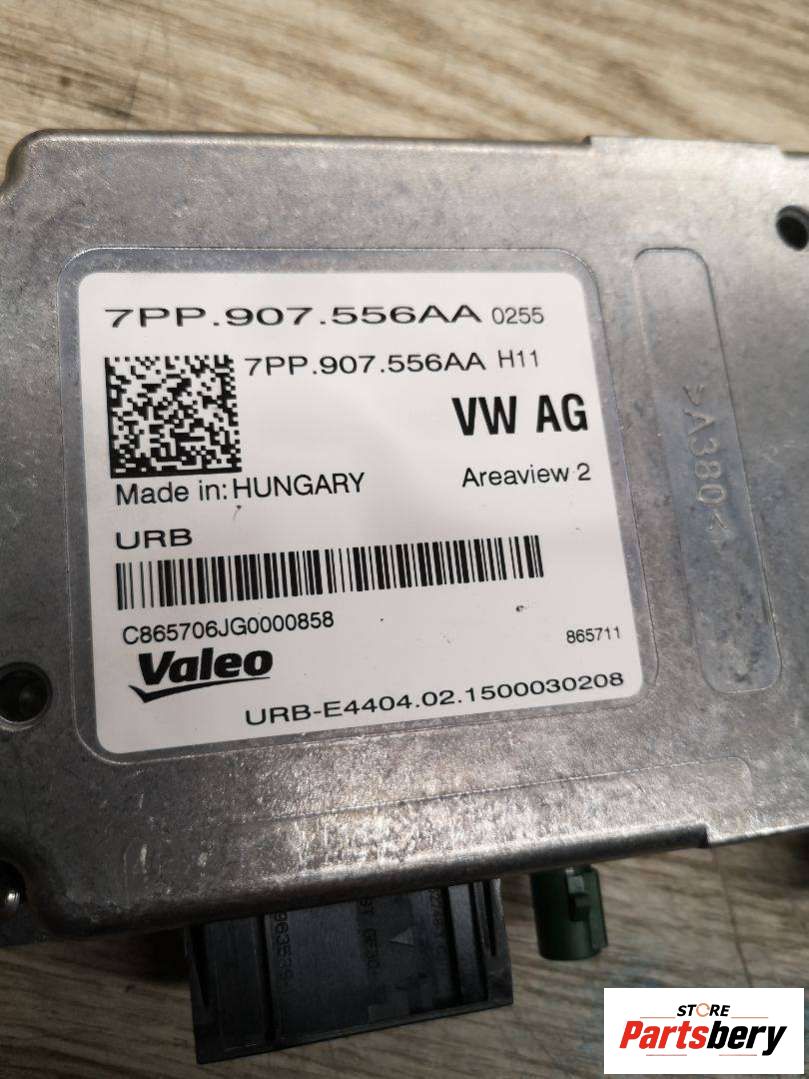 7PP.907.556AA 0255
7PP.907.556AA H11
VW AG
Made in: HUNGARY
Areaview 2
URB
C865706JG0000858
865711
Valeo
URB-E4404.02.1500030208
>A380<
STORE
Partsbery